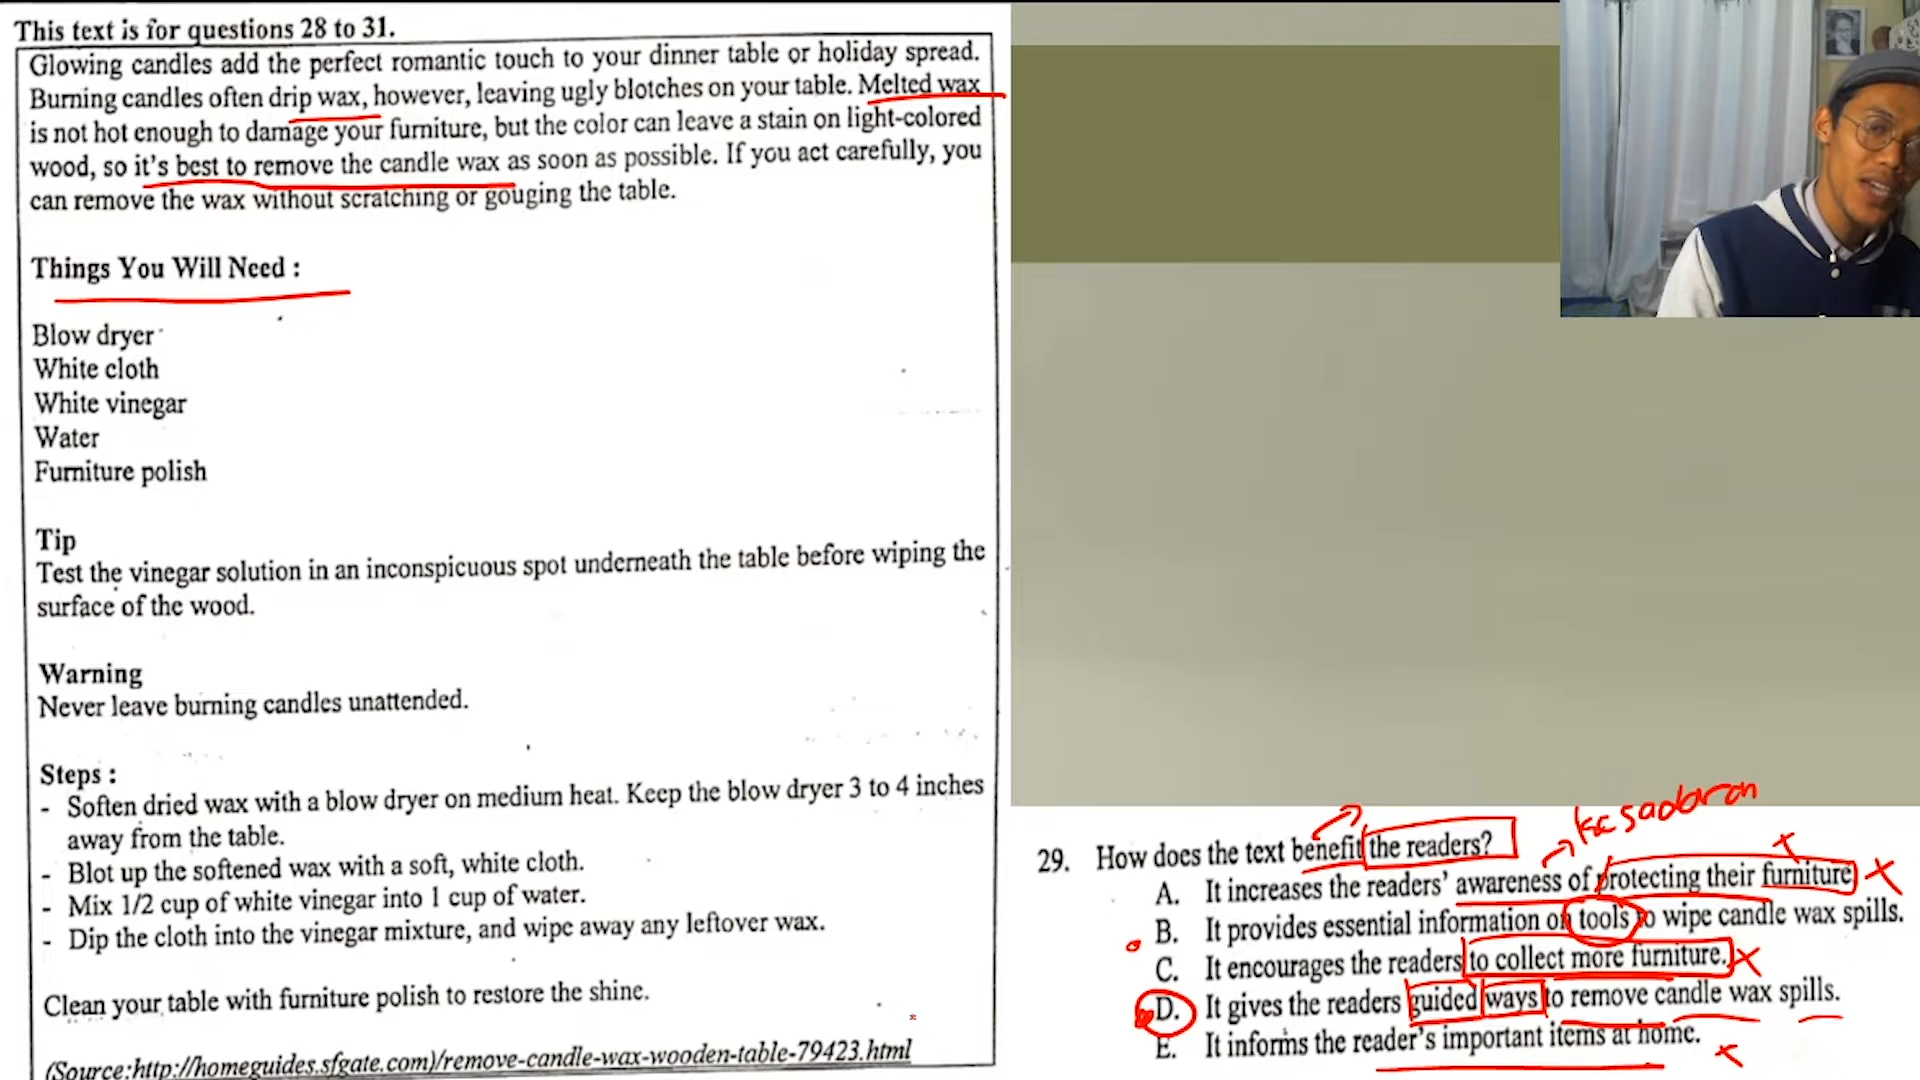 This text is for questions 28 to 31.
Glowing candles add the perfect romantic touch to your dinner table or holiday spread.
Burning candles often drip wax, however, leaving ugly blotches on your table. Melted wax
is not hot enough to damage your furniture, but the color can leave a stain on light-colored
wood, so it's best to remove the candle wax as soon as possible. If you act carefully, you
can remove the wax without scratching or gouging the table.
Things You Will Need :
Blow dryer
White cloth
White vinegar
Water
Furniture polish
Tip
Test the vinegar solution in an inconspicuous spot underneath the table before wiping the
surface of the wood.
Warning
Never leave burning candles unattended.
Steps :
- Soften dried wax with a blow dryer on medium heat. Keep the blow dryer 3 to 4 inches
away from the table.
- Blot up the softened wax with a soft, white cloth.
- Mix 1/2 cup of white vinegar into 1 cup of water.
- Dip the cloth into the vinegar mixture, and wipe away any leftover wax.
Clean your table with furniture polish to restore the shine.
(Source:http://homeguides.sfgate.com)/remove-candle-wax-wooden-table-79423.html
kesadaran
29. How does the text benefit the readers?
A. It increases the readers' awareness of protecting their furniture
B. It provides essential information on tools to wipe candle wax spills.
C. It encourages the readers to collect more furniture.
D. It gives the readers guided ways to remove candle wax spills.
E. It informs the reader's important items at home.